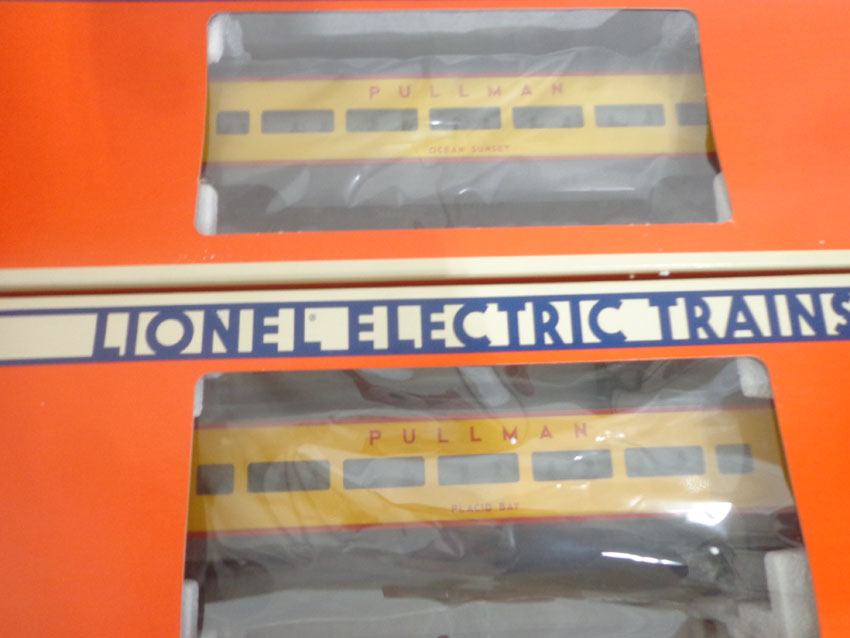 PULLMAN
OCEAN SUNSET
LIONEL® ELECTRIC TRAINS
PULLMAN
PLACID BAY